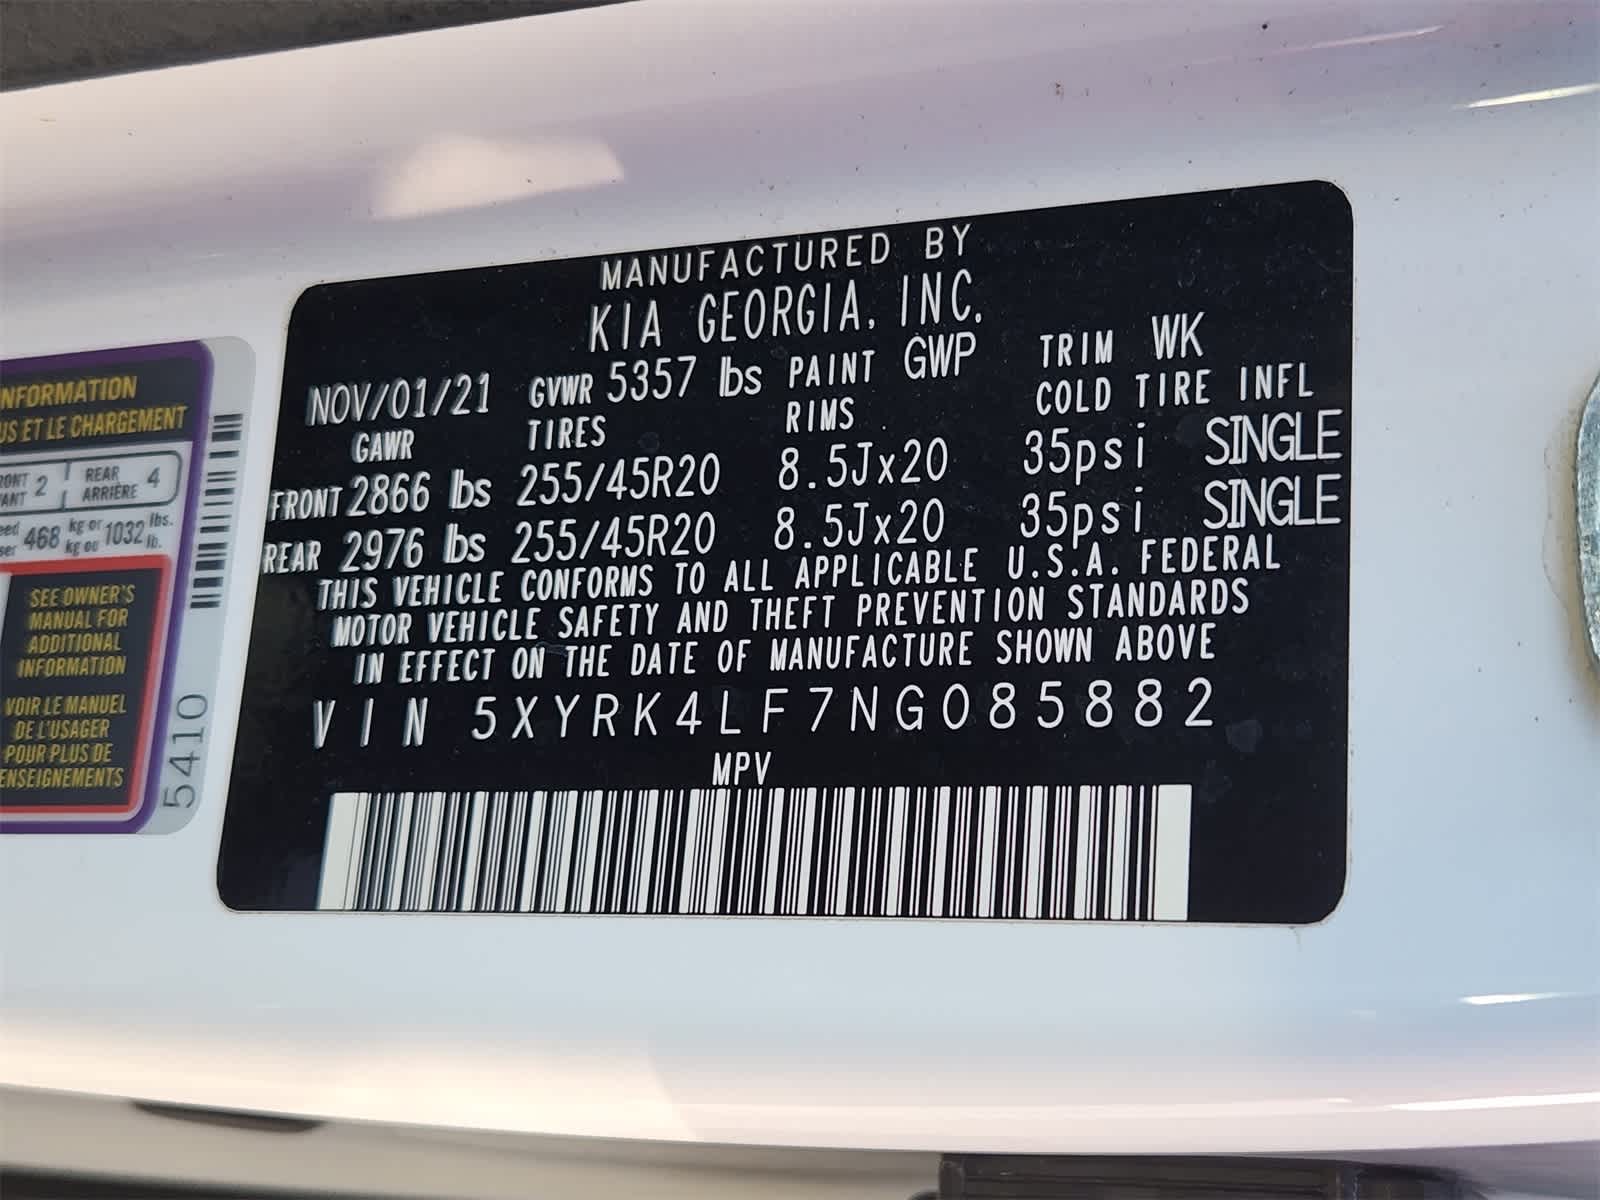 MANUFACTURED BY
KIA GEORGIA, INC.
NOV/01/21 GVWR 5357 lbs PAINT GWP TRIM WK
GAWR TIRES RIMS COLD TIRE INFL
FRONT 2866 lbs 255/45R20 8.5Jx20 35psi SINGLE
REAR 2976 lbs 255/45R20 8.5Jx20 35psi SINGLE
THIS VEHICLE CONFORMS TO ALL APPLICABLE U.S.A. FEDERAL
MOTOR VEHICLE SAFETY AND THEFT PREVENTION STANDARDS
IN EFFECT ON THE DATE OF MANUFACTURE SHOWN ABOVE
VIN 5XYRK4LF7NG085882
MPV
NFORMATION
US ET LE CHARGEMENT
RONT 2 REAR 4
ANT ARRIÈRE
eed 468 kg or 1032 lbs.
ser kg ou lb.
SEE OWNER'S
MANUAL FOR
ADDITIONAL
INFORMATION
VOIR LE MANUEL
DE L'USAGER
POUR PLUS DE
ENSEIGNEMENTS
5410